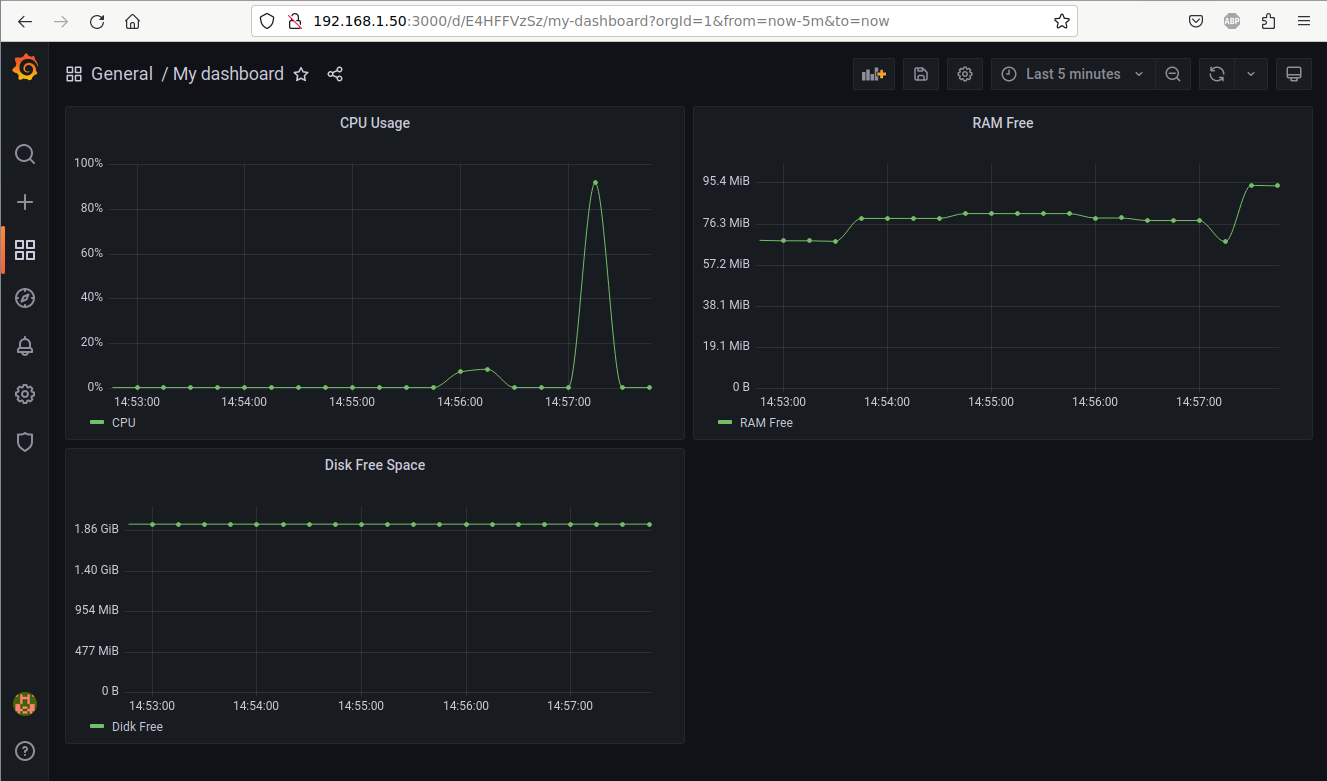 192.168.1.50:3000/d/E4HFFVzSz/my-dashboard?orgId=1&from=now-5m&to=now
ABP
General / My dashboard
Last 5 minutes
CPU Usage
100%
80%
60%
40%
20%
0%
14:53:00 14:54:00 14:55:00 14:56:00 14:57:00
CPU
RAM Free
95.4 MiB
76.3 MiB
57.2 MiB
38.1 MiB
19.1 MiB
0 B
14:53:00 14:54:00 14:55:00 14:56:00 14:57:00
RAM Free
Disk Free Space
1.86 GiB
1.40 GiB
954 MiB
477 MiB
0 B
14:53:00 14:54:00 14:55:00 14:56:00 14:57:00
Didk Free